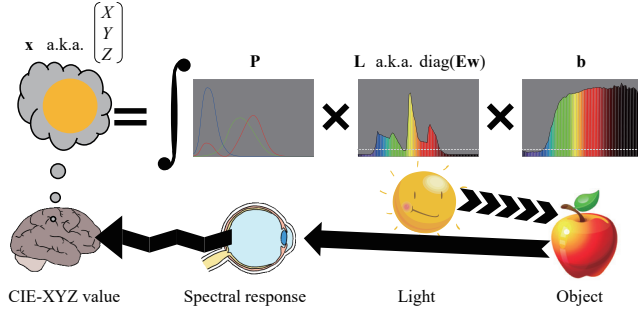 x a.k.a. (X
Y
Z)
P
L a.k.a. diag(Ew)
b
= ∫ × ×
CIE-XYZ value
Spectral response
Light
Object